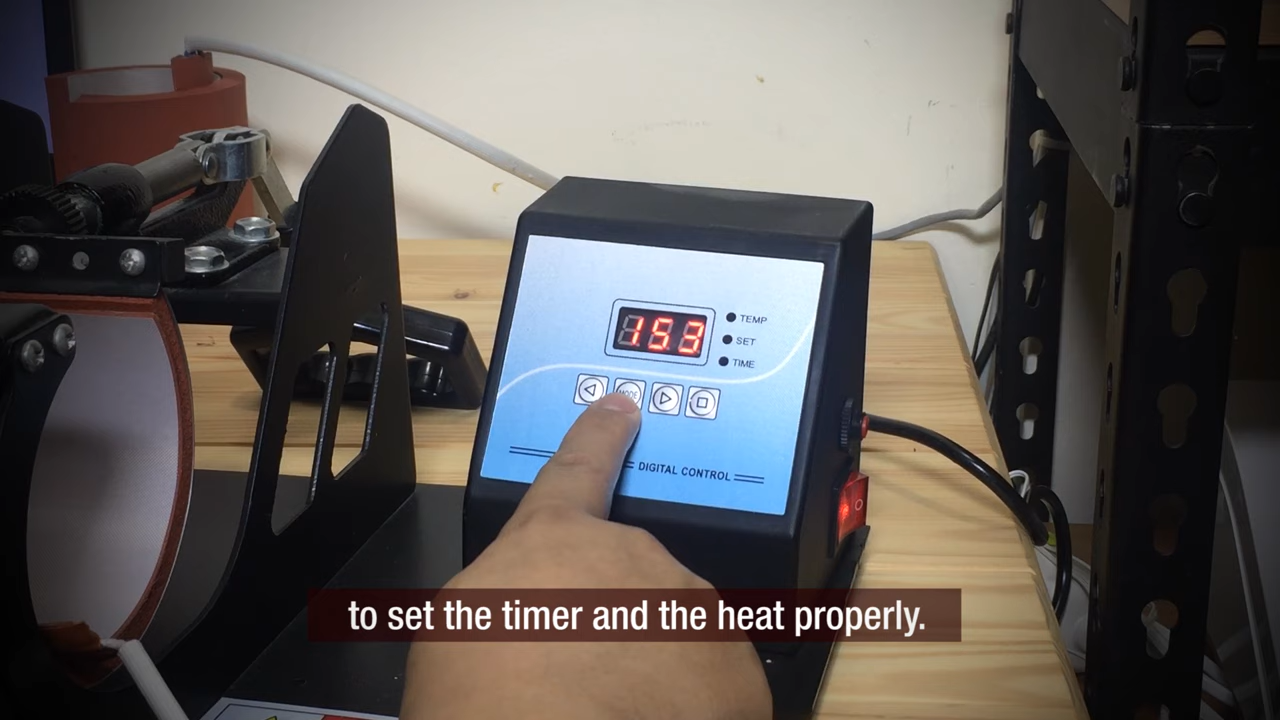 153
TEMP
SET
TIME
MODE
DIGITAL CONTROL
to set the timer and the heat properly.